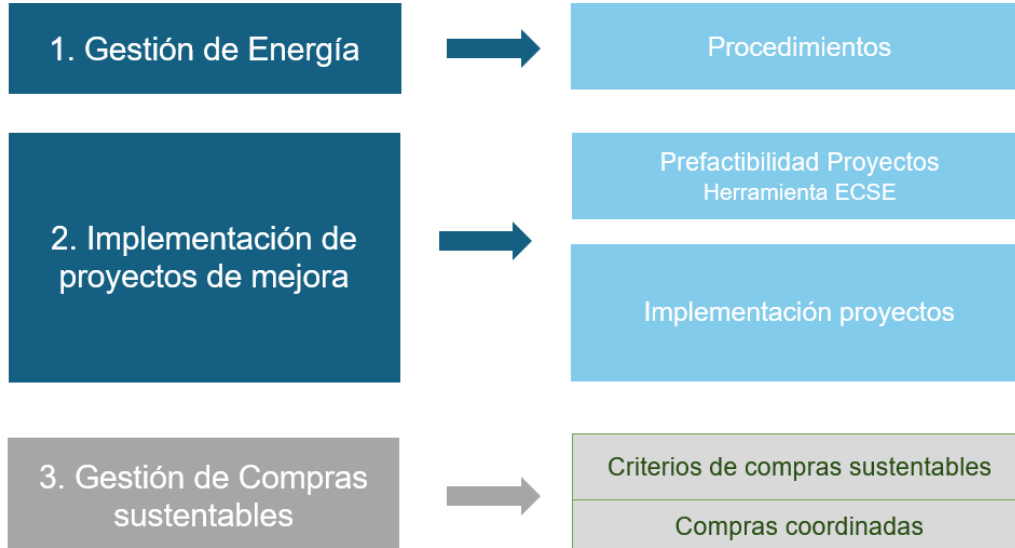 1. Gestión de Energía
Procedimientos
2. Implementación de
proyectos de mejora
Prefactibilidad Proyectos
Herramienta ECSE
Implementación proyectos
3. Gestión de Compras
sustentables
Criterios de compras sustentables
Compras coordinadas